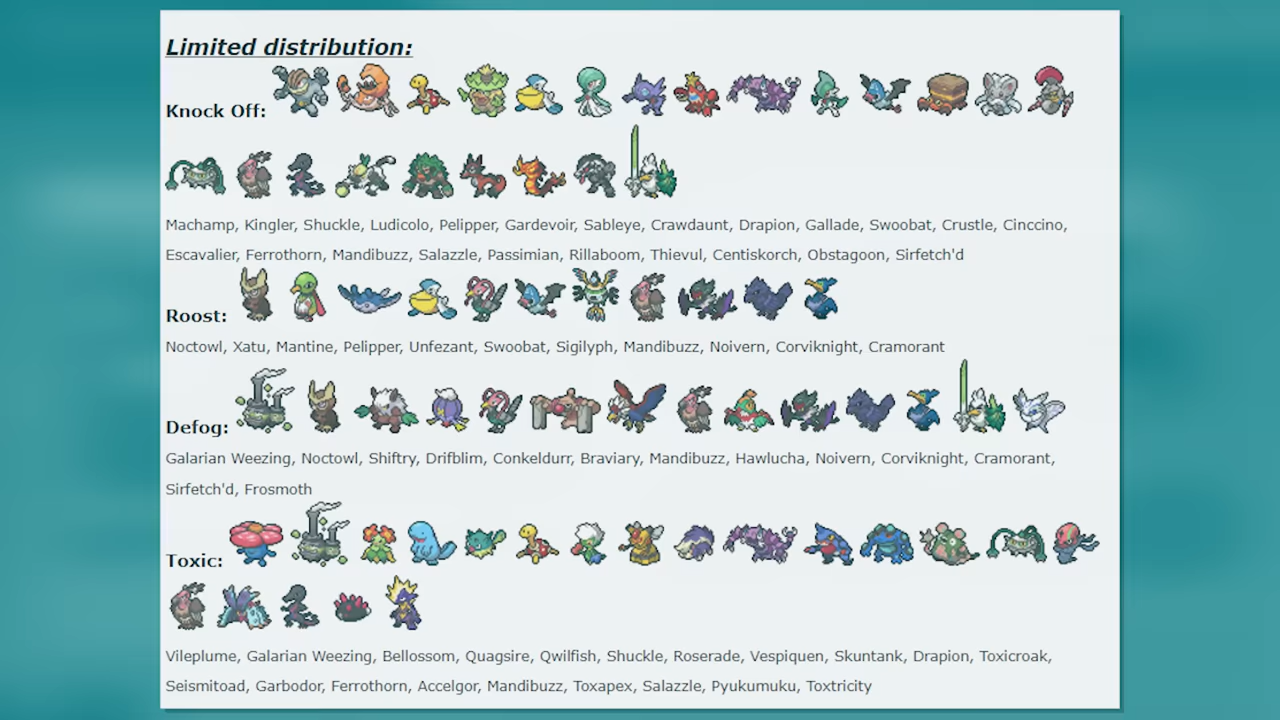 Limited distribution:
Knock Off:
Machamp, Kingler, Shuckle, Ludicolo, Pelipper, Gardevoir, Sableye, Crawdaunt, Drapion, Gallade, Swoobat, Crustle, Cinccino,
Escavalier, Ferrothorn, Mandibuzz, Salazzle, Passimian, Rillaboom, Thievul, Centiskorch, Obstagoon, Sirfetch'd
Roost:
Noctowl, Xatu, Mantine, Pelipper, Unfezant, Swoobat, Sigilyph, Mandibuzz, Noivern, Corviknight, Cramorant
Defog:
Galarian Weezing, Noctowl, Shiftry, Drifblim, Conkeldurr, Braviary, Mandibuzz, Hawlucha, Noivern, Corviknight, Cramorant,
Sirfetch'd, Frosmoth
Toxic:
Vileplume, Galarian Weezing, Bellossom, Quagsire, Qwilfish, Shuckle, Roserade, Vespiquen, Skuntank, Drapion, Toxicroak,
Seismitoad, Garbodor, Ferrothorn, Accelgor, Mandibuzz, Toxapex, Salazzle, Pyukumuku, Toxtricity